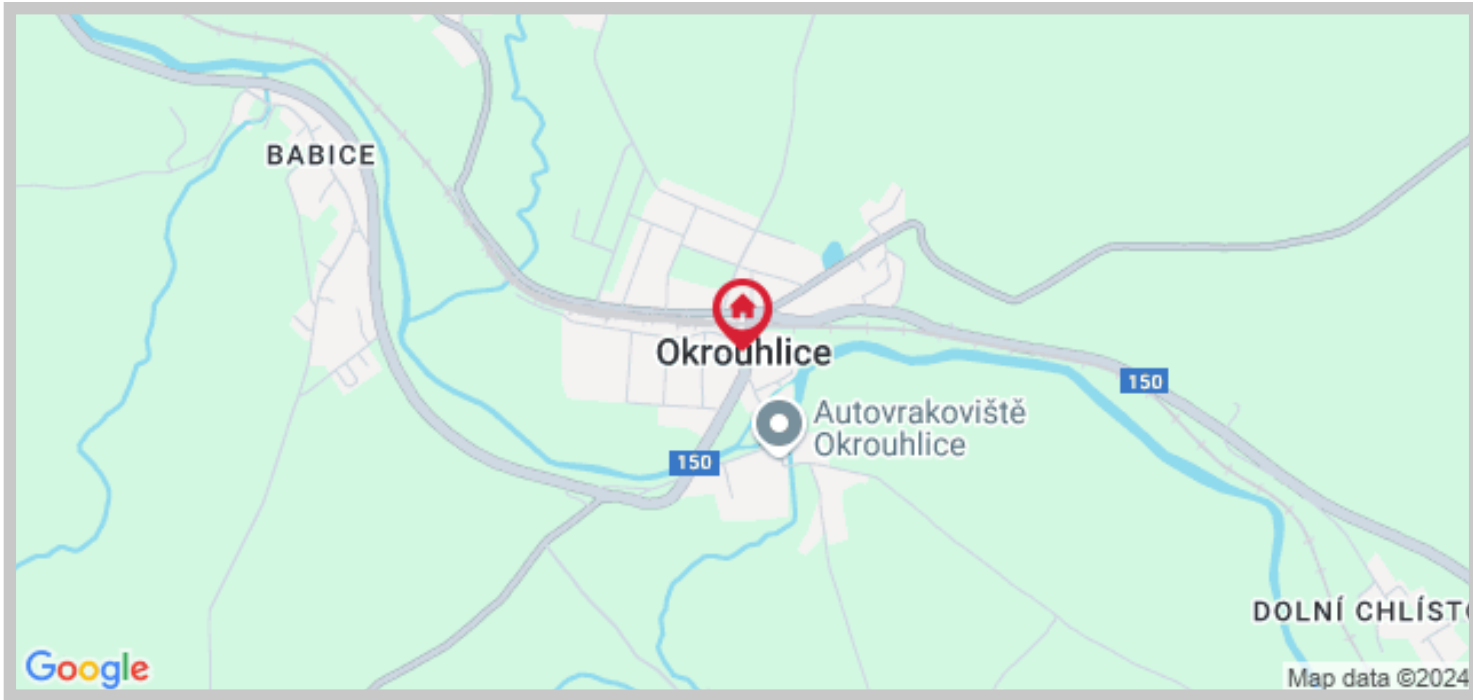 BABICE
Okrouhlice
150
Autovrakoviště
Okrouhlice
150
DOLNÍ CHLÍSTO
Google
Map data ©2024